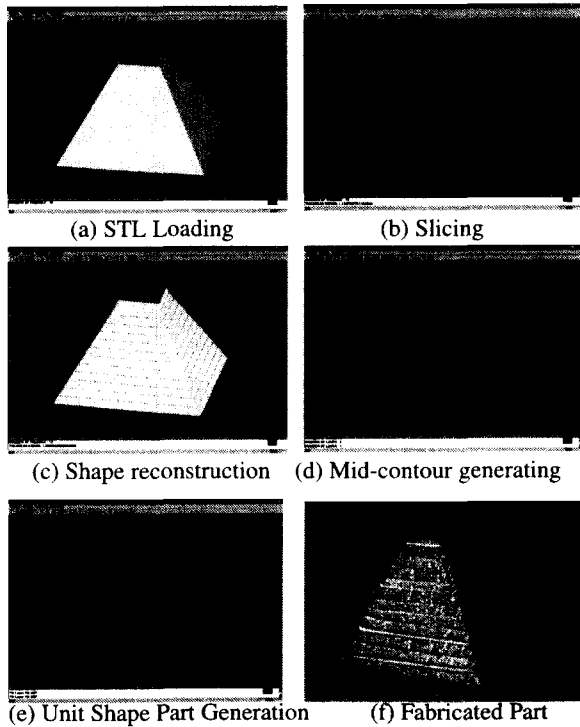 (a) STL Loading
(b) Slicing
(c) Shape reconstruction
(d) Mid-contour generating
(e) Unit Shape Part Generation
(f) Fabricated Part